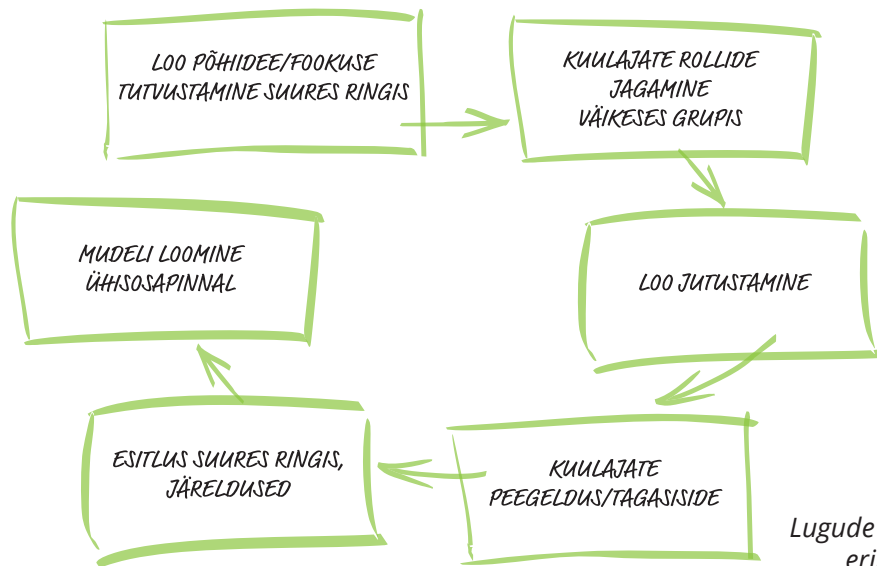 LOO PÕHIIDEE/FOOKUSE
TUTVUSTAMINE SUURES RINGIS
KUULAJATE ROLLIDE
JAGAMINE
VÄIKESES GRUPIS
LOO JUTUSTAMINE
KUULAJATE
PEEGELDUS/TAGASISIDE
ESITLUS SUURES RINGIS,
JÄRELDUSED
MUDELI LOOMINE
ÜHISOSAPINNAL
Lugude
eri